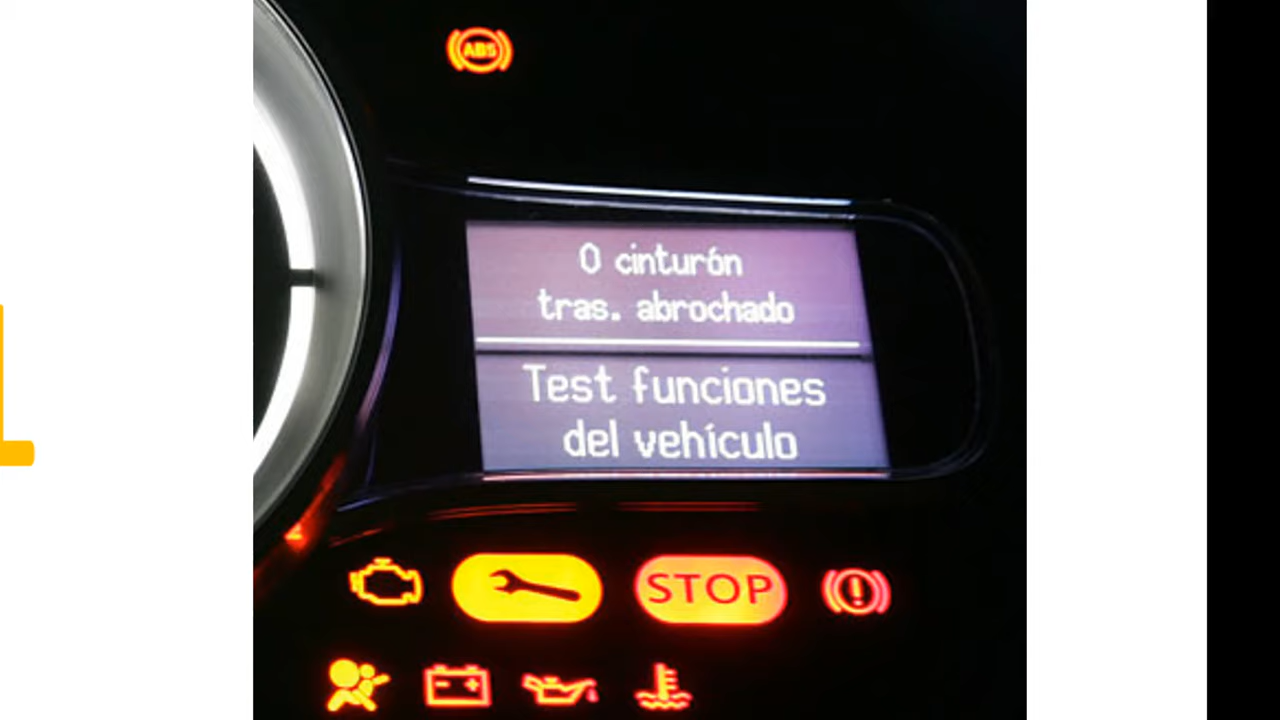 ABS
0 cinturón
tras. abrochado
Test funciones
del vehículo
STOP